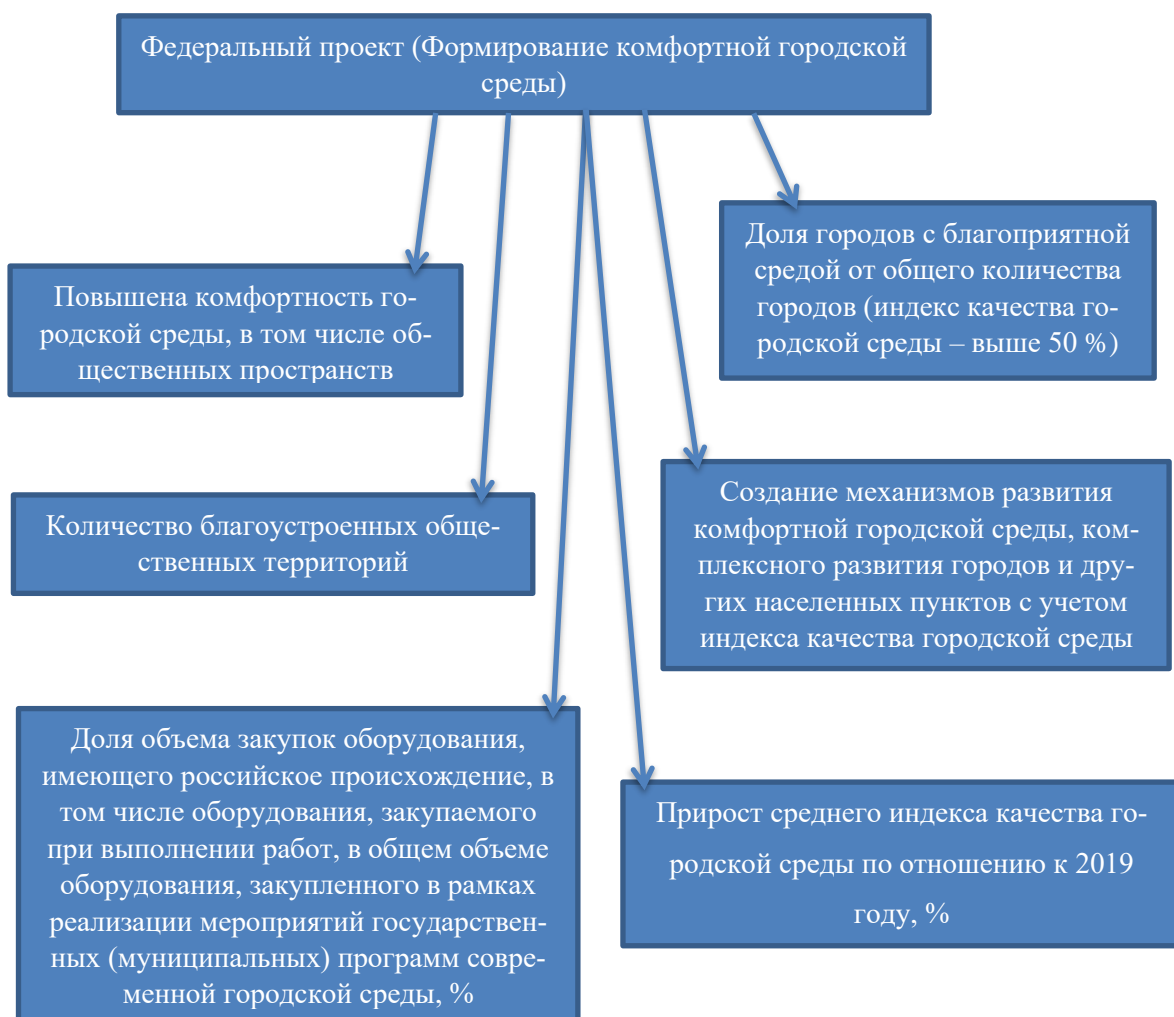 Федеральный проект (Формирование комфортной городской
среды)
Повышена комфортность го-
родской среды, в том числе об-
щественных пространств
Доля городов с благоприятной
средой от общего количества
городов (индекс качества го-
родской среды – выше 50 %)
Количество благоустроенных обще-
ственных территорий
Создание механизмов развития
комфортной городской среды, ком-
плексного развития городов и дру-
гих населенных пунктов с учетом
индекса качества городской среды
Доля объема закупок оборудования,
имеющего российское происхождение, в
том числе оборудования, закупаемого
при выполнении работ, в общем объеме
оборудования, закупленного в рамках
реализации мероприятий государствен-
ных (муниципальных) программ совре-
менной городской среды, %
Прирост среднего индекса качества го-
родской среды по отношению к 2019
году, %